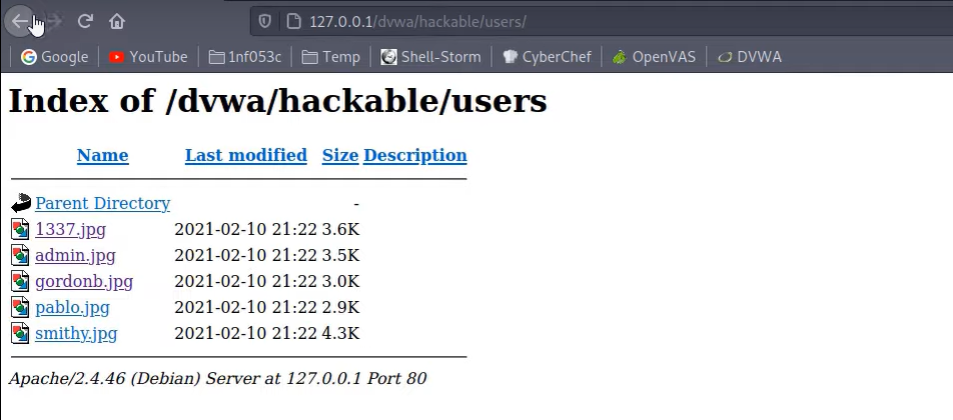 127.0.0.1/dvwa/hackable/users/
Google YouTube 1nf053c Temp Shell-Storm CyberChef OpenVAS DVWA
Index of /dvwa/hackable/users
Name Last modified Size Description
Parent Directory -
1337.jpg 2021-02-10 21:22 3.6K
admin.jpg 2021-02-10 21:22 3.5K
gordonb.jpg 2021-02-10 21:22 3.0K
pablo.jpg 2021-02-10 21:22 2.9K
smithy.jpg 2021-02-10 21:22 4.3K
Apache/2.4.46 (Debian) Server at 127.0.0.1 Port 80